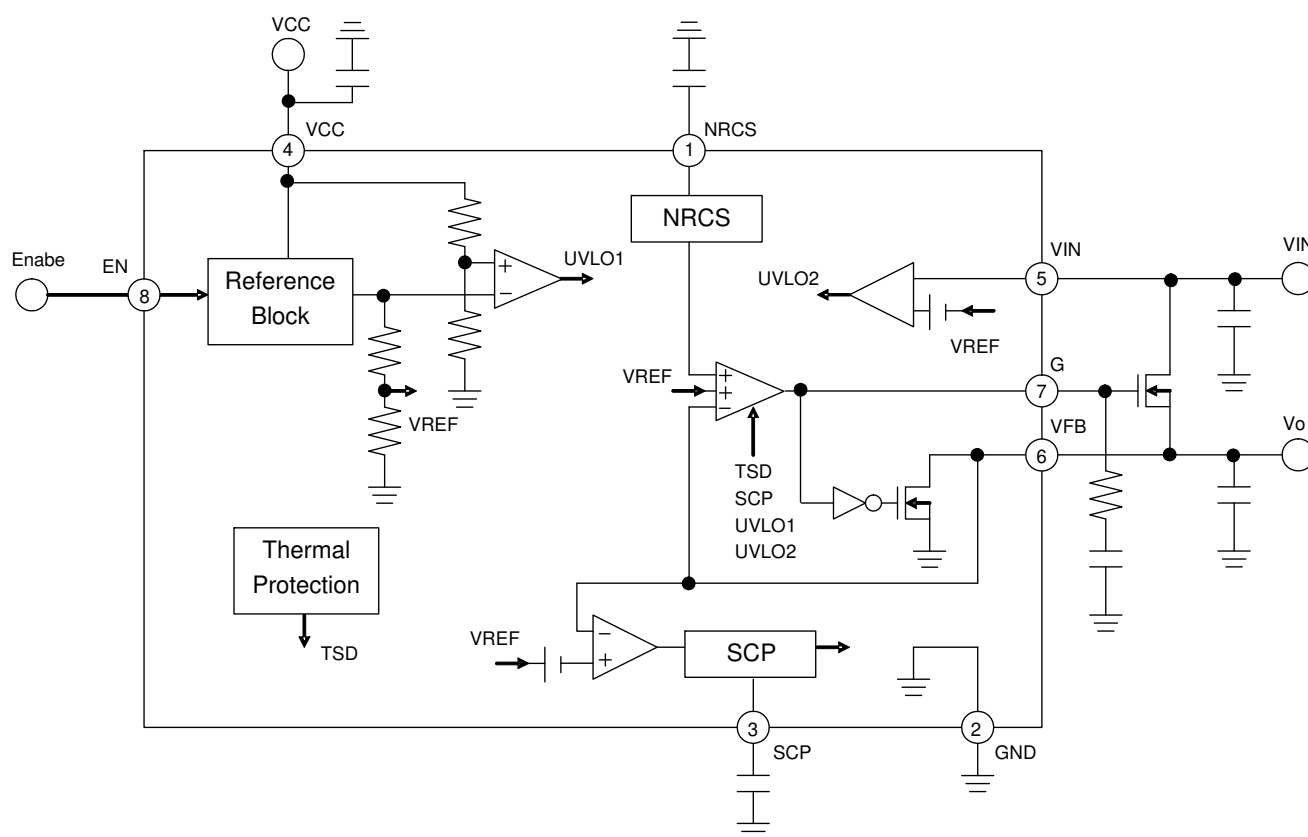 VCC
VCC
4
NRCS
1
NRCS
Enabe
EN
8
Reference
Block
+
−
UVLO1
VREF
UVLO2
VREF
VIN
5
VIN
VREF
+
+
−
G
7
VFB
6
Vo
TSD
SCP
UVLO1
UVLO2
Thermal
Protection
TSD
VREF
−
+
SCP
3
SCP
2
GND